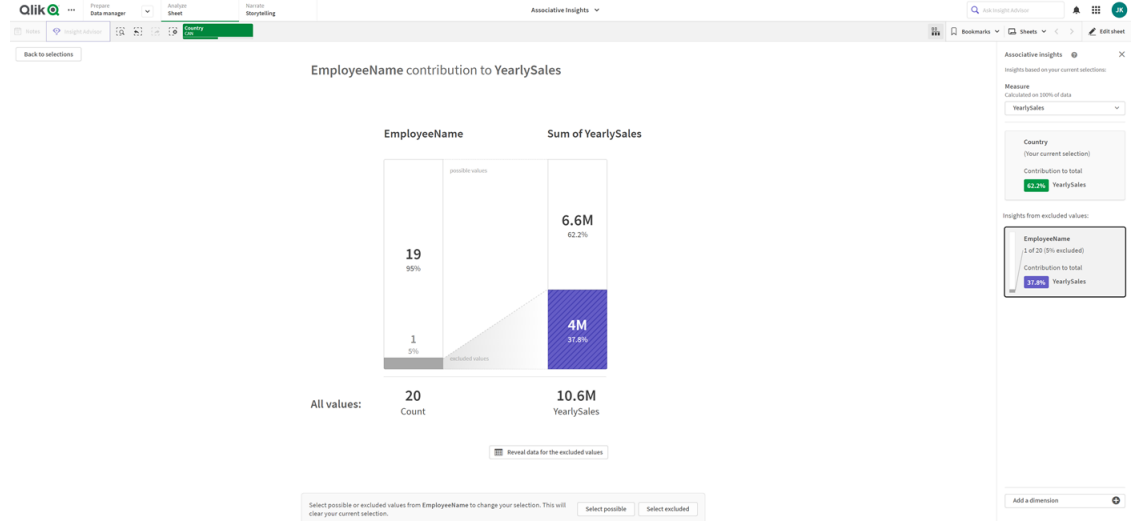 Qlik
Prepare
Data manager
Analyze
Sheet
Narrate
Storytelling
Associative Insights
Ask Insight Advisor
JK
Notes
Insight Advisor
Country
CAN
Bookmarks
Sheets
Edit sheet
Back to selections
EmployeeName contribution to YearlySales
EmployeeName
Sum of YearlySales
possible values
6.6M
62.2%
19
95%
4M
37.8%
1
5%
excluded values
All values:
20
Count
10.6M
YearlySales
Reveal data for the excluded values
Select possible or excluded values from EmployeeName to change your selection. This will
clear your current selection.
Select possible
Select excluded
Associative insights
Insights based on your current selections:
Measure
Calculated on 100% of data
YearlySales
Country
(Your current selection)
Contribution to total
62.2% YearlySales
Insights from excluded values:
EmployeeName
1 of 20 (5% excluded)
Contribution to total
37.8% YearlySales
Add a dimension